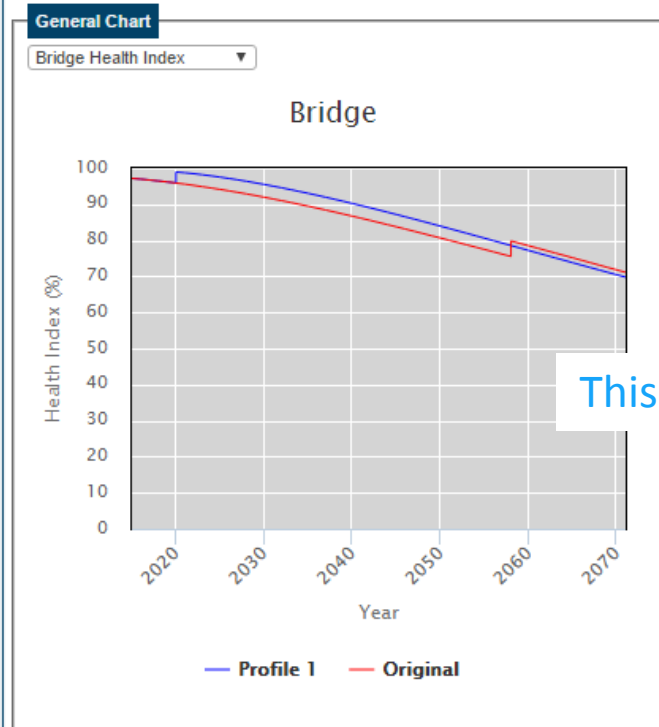 General Chart
Bridge Health Index ▼
Bridge
100
90
80
70
60
50
40
30
20
10
0
Health Index (%)
This
2020 2030 2040 2050 2060 2070
Year
Profile 1 Original